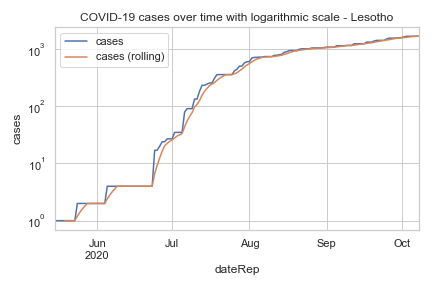 COVID-19 cases over time with logarithmic scale - Lesotho
cases
cases (rolling)
10³
10²
10¹
10⁰
cases
Jun
2020
Jul
Aug
Sep
Oct
dateRep